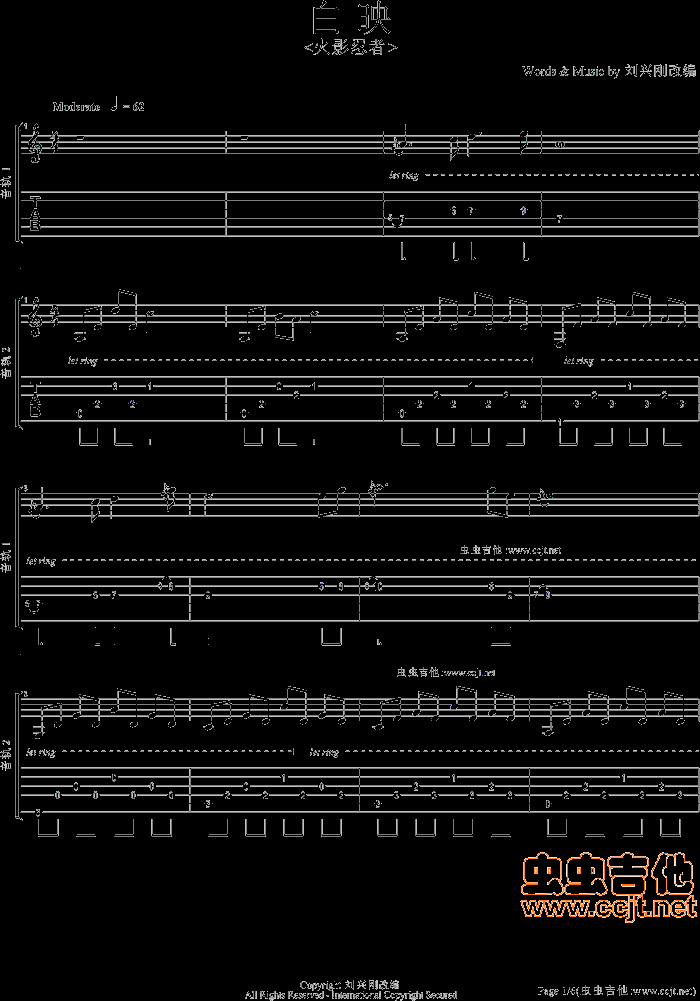 白 玦
<火影忍者>
Words & Music by 刘兴刚改编
Moderate = 62
音轨 1
let ring
TAB
音轨 2
let ring
let ring
TAB
音轨 1
let ring
虫虫吉他:www.ccjt.net
虫虫吉他:www.ccjt.net
音轨 2
let ring
let ring
虫虫吉他
www.ccjt.net
Copyright 刘兴刚改编
All Rights Reserved - International Copyright Secured
Page 1/6(虫虫吉他:www.ccjt.net)